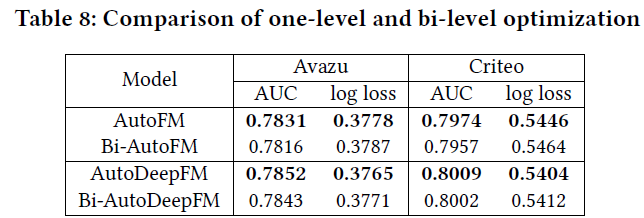 Table 8: Comparison of one-level and bi-level optimization
Model Avazu Criteo
AUC log loss AUC log loss
AutoFM 0.7831 0.3778 0.7974 0.5446
Bi-AutoFM 0.7816 0.3787 0.7957 0.5464
AutoDeepFM 0.7852 0.3765 0.8009 0.5404
Bi-AutoDeepFM 0.7843 0.3771 0.8002 0.5412